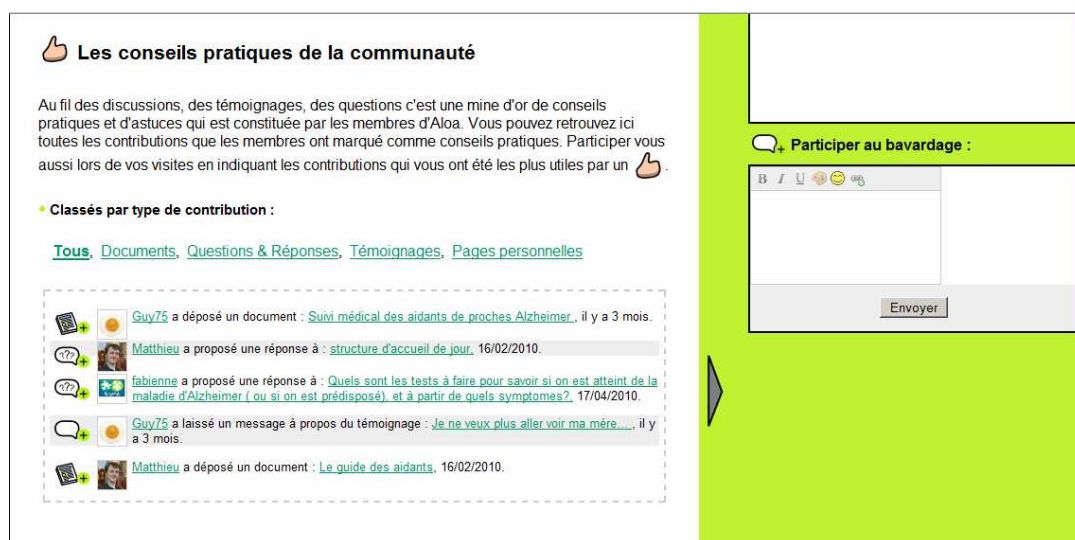 Les conseils pratiques de la communauté
Au fil des discussions, des témoignages, des questions c'est une mine d'or de conseils
pratiques et d'astuces qui est constituée par les membres d'Aloa. Vous pouvez retrouvez ici
toutes les contributions que les membres ont marqué comme conseils pratiques. Participer vous
aussi lors de vos visites en indiquant les contributions qui vous ont été les plus utiles par un .
Classés par type de contribution :
Tous, Documents, Questions & Réponses, Témoignages, Pages personnelles
Guy75 a déposé un document : Suivi médical des aidants de proches Alzheimer , il y a 3 mois.
Matthieu a proposé une réponse à : structure d'accueil de jour, 16/02/2010.
fabienne a proposé une réponse à : Quels sont les tests à faire pour savoir si on est atteint de la
maladie d'Alzheimer ( ou si on est prédisposé), et à partir de quels symptomes?, 17/04/2010.
Guy75 a laissé un message à propos du témoignage : Je ne veux plus aller voir ma mère... , il y
a 3 mois.
Matthieu a déposé un document : Le guide des aidants, 16/02/2010.
Participer au bavardage :
B I U
Envoyer